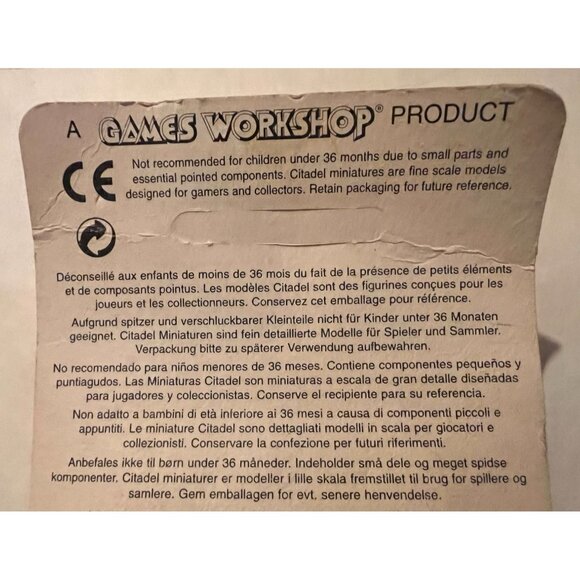 A GAMES WORKSHOP® PRODUCT
Not recommended for children under 36 months due to small parts and
essential pointed components. Citadel miniatures are fine scale models
designed for gamers and collectors. Retain packaging for future reference.
CE
Déconseillé aux enfants de moins de 36 mois du fait de la présence de petits éléments
et de composants pointus. Les modèles Citadel sont des figurines conçues pour les
joueurs et les collectionneurs. Conservez cet emballage pour référence.
Aufgrund spitzer und verschluckbarer Kleinteile nicht für Kinder unter 36 Monaten
geeignet. Citadel Miniaturen sind fein detaillierte Modelle für Spieler und Sammler.
Verpackung bitte zu späterer Verwendung aufbewahren.
No recomendado para niños menores de 36 meses. Contiene componentes pequeños y
puntiagudos. Las Miniaturas Citadel son miniaturas a escala de gran detalle diseñadas
para jugadores y coleccionistas. Conserve el recipiente para su referencia.
Non adatto a bambini di età inferiore ai 36 mesi a causa di componenti piccoli e
appuntiti. Le miniature Citadel sono dettagliati modelli in scala per giocatori e
collezionisti. Conservare la confezione per futuri riferimenti.
Anbefales ikke til børn under 36 måneder. Indeholder små dele og meget spidse
komponenter. Citadel miniaturer er modeller i lille skala fremstillet til brug for spillere og
samlere. Gem emballagen for evt. senere henvendelse.